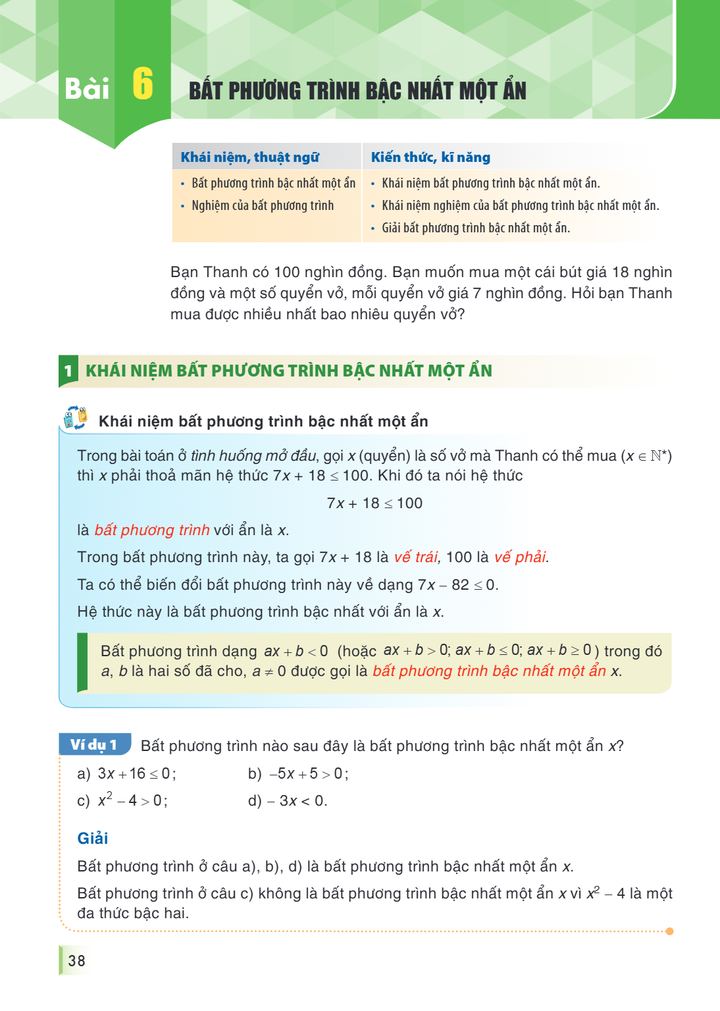 Bài 6 BẤT PHƯƠNG TRÌNH BẬC NHẤT MỘT ẨN
Khái niệm, thuật ngữ
• Bất phương trình bậc nhất một ẩn
• Nghiệm của bất phương trình
Kiến thức, kĩ năng
• Khái niệm bất phương trình bậc nhất một ẩn.
• Khái niệm nghiệm của bất phương trình bậc nhất một ẩn.
• Giải bất phương trình bậc nhất một ẩn.
Bạn Thanh có 100 nghìn đồng. Bạn muốn mua một cái bút giá 18 nghìn
đồng và một số quyển vở, mỗi quyển vở giá 7 nghìn đồng. Hỏi bạn Thanh
mua được nhiều nhất bao nhiêu quyển vở?
1 KHÁI NIỆM BẤT PHƯƠNG TRÌNH BẬC NHẤT MỘT ẨN
Khái niệm bất phương trình bậc nhất một ẩn
Trong bài toán ở tình huống mở đầu, gọi x (quyển) là số vở mà Thanh có thể mua (x ∈ ℕ*)
thì x phải thoả mãn hệ thức 7x + 18 ≤ 100. Khi đó ta nói hệ thức
7x + 18 ≤ 100
là bất phương trình với ẩn là x.
Trong bất phương trình này, ta gọi 7x + 18 là vế trái, 100 là vế phải.
Ta có thể biến đổi bất phương trình này về dạng 7x – 82 ≤ 0.
Hệ thức này là bất phương trình bậc nhất với ẩn là x.
Bất phương trình dạng ax + b < 0 (hoặc ax + b > 0; ax + b ≤ 0; ax + b ≥ 0) trong đó
a, b là hai số đã cho, a ≠ 0 được gọi là bất phương trình bậc nhất một ẩn x.
Ví dụ 1 Bất phương trình nào sau đây là bất phương trình bậc nhất một ẩn x?
a) 3x + 16 ≤ 0; b) –5x + 5 > 0;
c) x² – 4 > 0; d) – 3x < 0.
Giải
Bất phương trình ở câu a), b), d) là bất phương trình bậc nhất một ẩn x.
Bất phương trình ở câu c) không là bất phương trình bậc nhất một ẩn x vì x² – 4 là một
đa thức bậc hai.
38